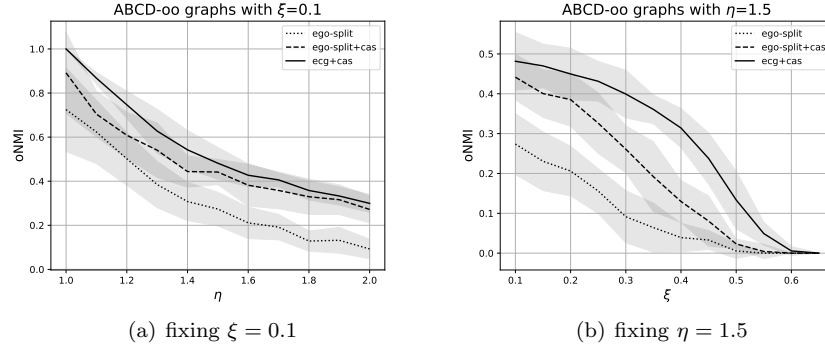 ABCD-oo graphs with ξ=0.1
ego-split
ego-split+cas
ecg+cas
oNMI
1.0
0.8
0.6
0.4
0.2
0.0
1.0 1.2 1.4 1.6 1.8 2.0
η
(a) fixing ξ = 0.1
ABCD-oo graphs with η=1.5
ego-split
ego-split+cas
ecg+cas
oNMI
0.5
0.4
0.3
0.2
0.1
0.0
0.1 0.2 0.3 0.4 0.5 0.6
ξ
(b) fixing η = 1.5